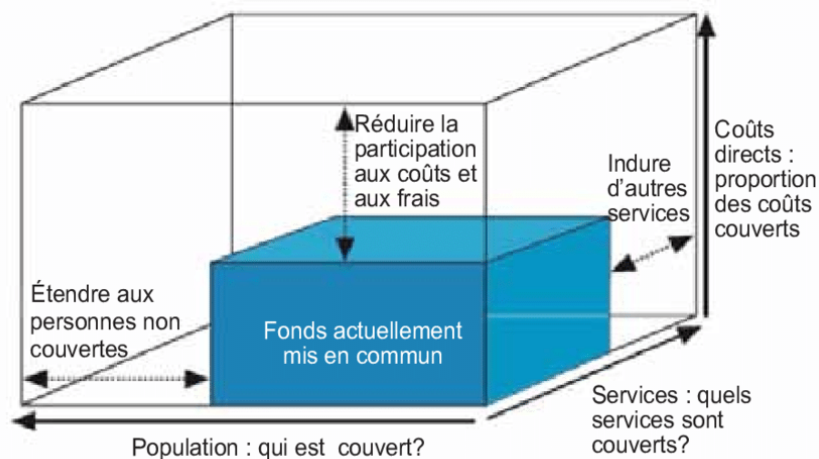 Réduire la
participation
aux coûts et
aux frais
Indure
d'autres
services
Coûts
directs :
proportion
des coûts
couverts
Étendre aux
personnes non
couvertes
Fonds actuellement
mis en commun
Services : quels
services sont
couverts?
Population : qui est couvert?